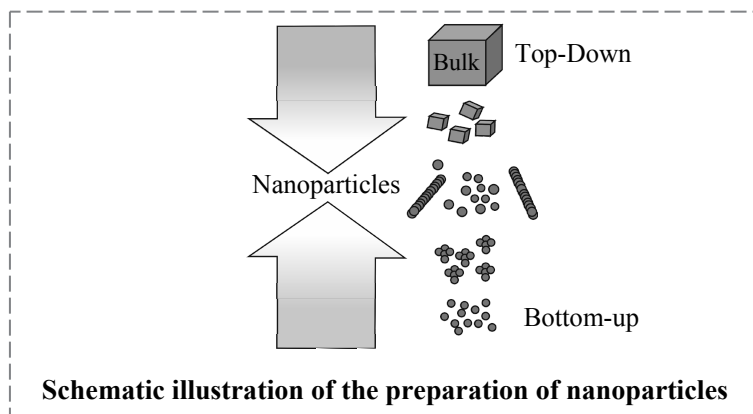 Bulk
Top-Down
Nanoparticles
Bottom-up
Schematic illustration of the preparation of nanoparticles